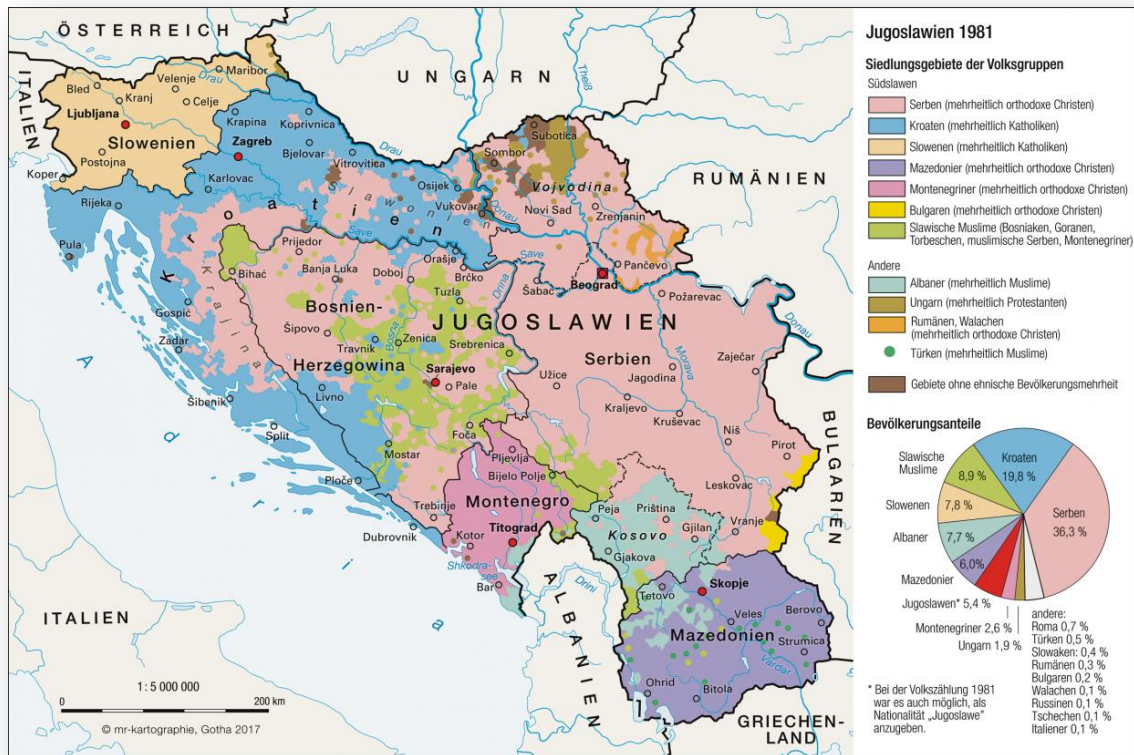 ÖSTERREICH
ITALIEN
UNGARN
RUMÄNIEN
BULGARIEN
GRIECHEN-
LAND
ALBANIEN
ITALIEN
Adria
JUGOSLAWIEN
Slowenien
Bled
Kranj
Velenje
Maribor
Celje
Ljubljana
Postojna
Koper
Drau
Kroatien
Krapina
Koprivnica
Zagreb
Bjelovar
Vitrovitica
Drau
Karlovac
Rijeka
Pula
Slawonien
Osijek
Vukovar
Donau
Save
Krajina
Gospić
Zadar
Šibenik
Split
Ploče
Dubrovnik
Bosnien-
Herzegowina
Prijedor
Bihać
Banja Luka
Doboj
Orašje
Brčko
Tuzla
Šipovo
Travnik
Zenica
Bosna
Srebrenica
Sarajevo
Pale
Livno
Foča
Mostar
Trebinje
Drina
Theiß
Subotica
Sombor
Vojvodina
Novi Sad
Zrenjanin
Pančevo
Save
Šabac
Beograd
Požarevac
Donau
Serbien
Morava
Zaječar
Užice
Jagodina
Kraljevo
Kruševac
Niš
Pirot
Leskovac
Vranje
Montenegro
Pljevlja
Bijelo Polje
Titograd
Kotor
Shkodra-
see
Bar
Kosovo
Peja
Priština
Gjilan
Gjakova
Drini
Mazedonien
Skopje
Tetovo
Veles
Berovo
Strumica
Vardar
Ohrid
Bitola
1 : 5 000 000
0 200 km
© mr-kartographie, Gotha 2017
Jugoslawien 1981
Siedlungsgebiete der Volksgruppen
Südslawen
Serben (mehrheitlich orthodoxe Christen)
Kroaten (mehrheitlich Katholiken)
Slowenen (mehrheitlich Katholiken)
Mazedonier (mehrheitlich orthodoxe Christen)
Montenegriner (mehrheitlich orthodoxe Christen)
Bulgaren (mehrheitlich orthodoxe Christen)
Slawische Muslime (Bosniaken, Goranen,
Torbeschen, muslimische Serben, Montenegriner)
Andere
Albaner (mehrheitlich Muslime)
Ungarn (mehrheitlich Protestanten)
Rumänen, Walachen
(mehrheitlich orthodoxe Christen)
Türken (mehrheitlich Muslime)
Gebiete ohne ehnische Bevölkerungsmehrheit
Bevölkerungsanteile
Slawische
Muslime
8,9 %
Kroaten
19,8 %
Serben
36,3 %
Slowenen
7,8 %
Albaner
7,7 %
Mazedonier
6,0%
Jugoslawen* 5,4 %
Montenegriner 2,6 %
Ungarn 1,9 %
andere:
Roma 0,7 %
Türken 0,5 %
Slowaken: 0,4 %
Rumänen 0,3 %
Bulgaren 0,2 %
Walachen 0,1 %
Russinen 0,1 %
Tschechen 0,1 %
Italiener 0,1 %
* Bei der Volkszählung 1981
war es auch möglich, als
Nationalität „Jugoslawe"
anzugeben.